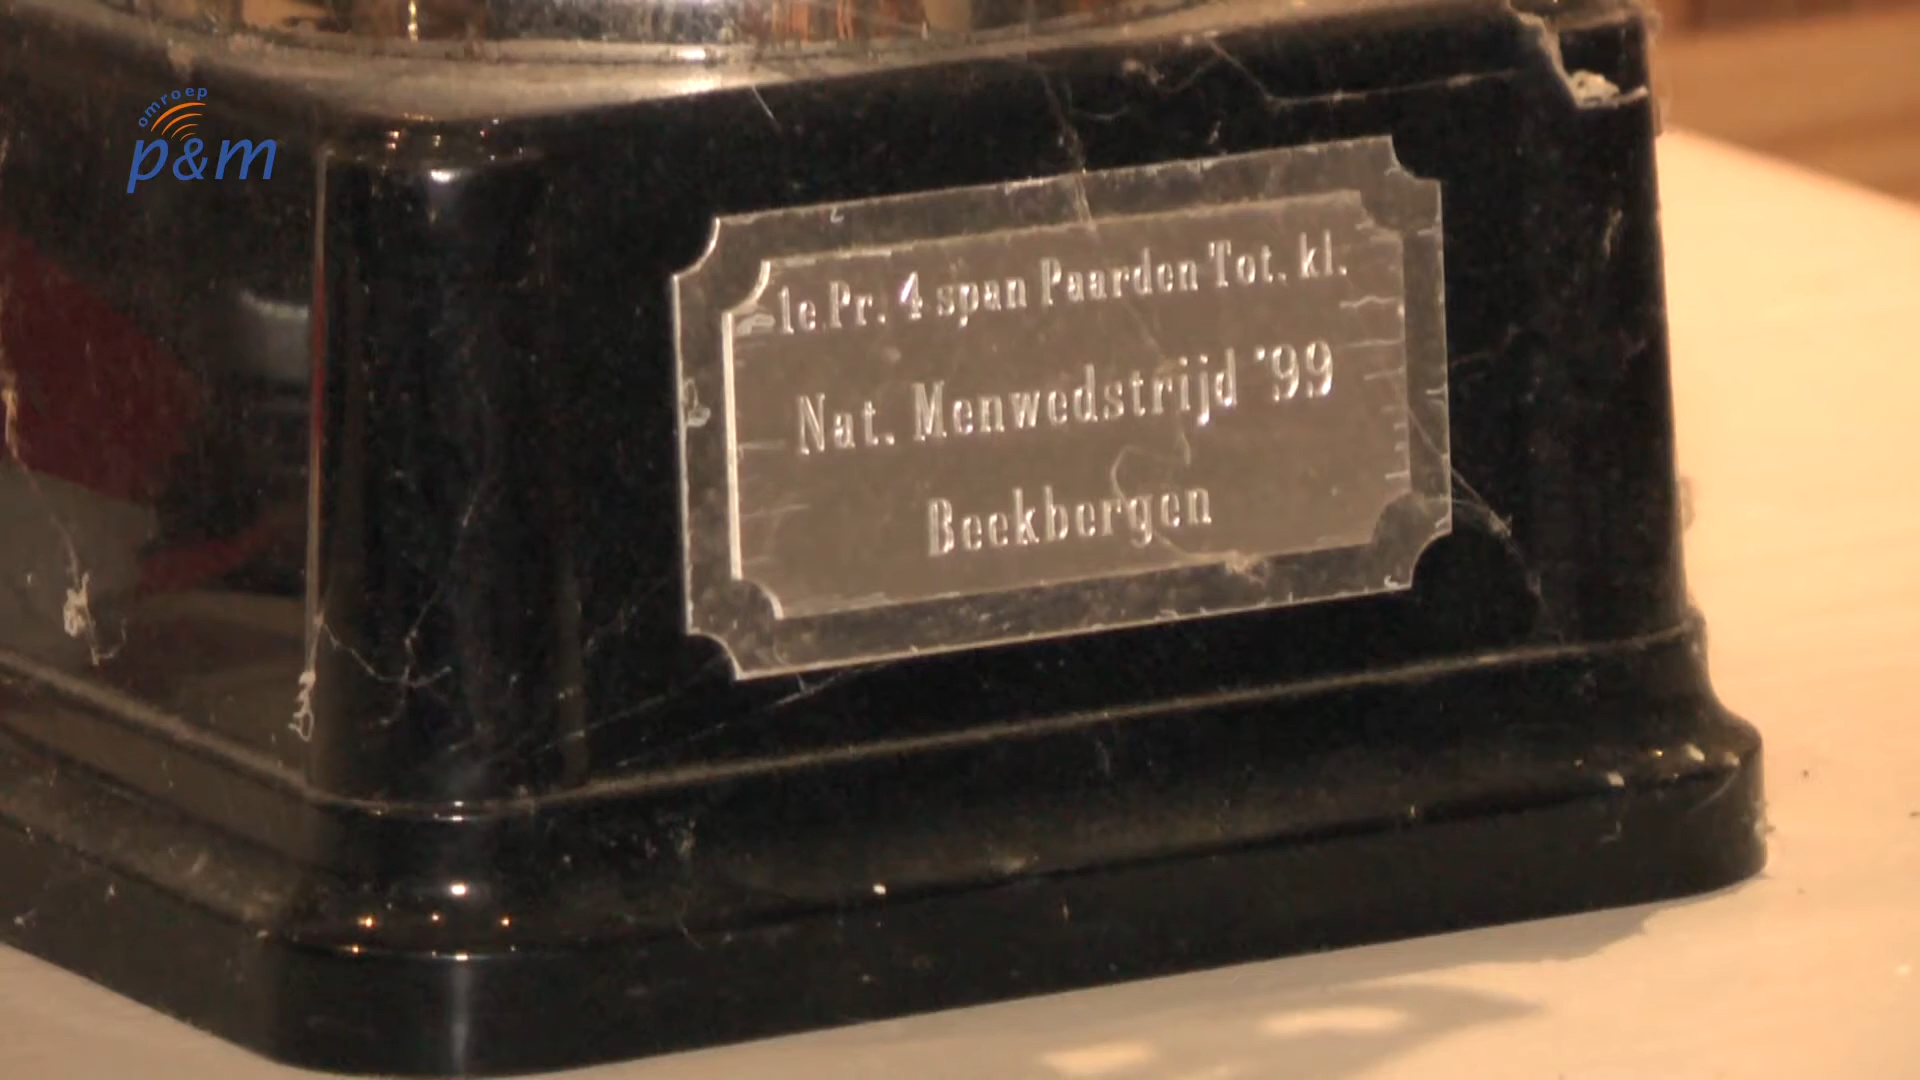 omroep
p&m
1e Pr. 4 span Paarden Tot. kl.
Nat. Menwedstrijd '99
Beekbergen